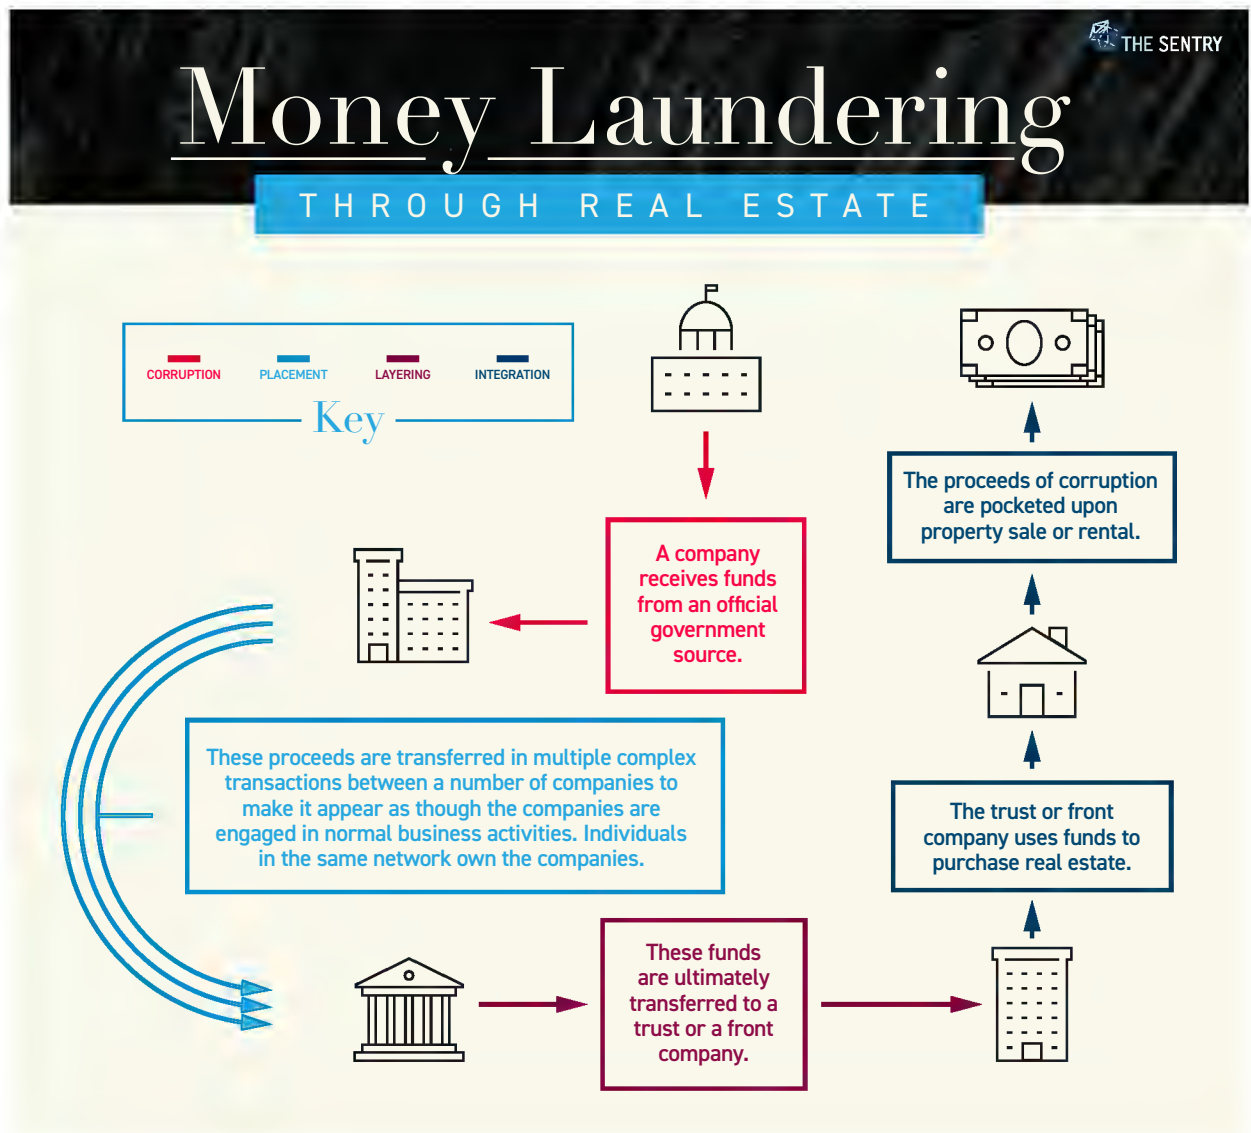 THE SENTRY
Money Laundering
THROUGH REAL ESTATE
CORRUPTION
PLACEMENT
LAYERING
INTEGRATION
Key
A company
receives funds
from an official
government
source.
These proceeds are transferred in multiple complex
transactions between a number of companies to
make it appear as though the companies are
engaged in normal business activities. Individuals
in the same network own the companies.
These funds
are ultimately
transferred to a
trust or a front
company.
The trust or front
company uses funds to
purchase real estate.
The proceeds of corruption
are pocketed upon
property sale or rental.